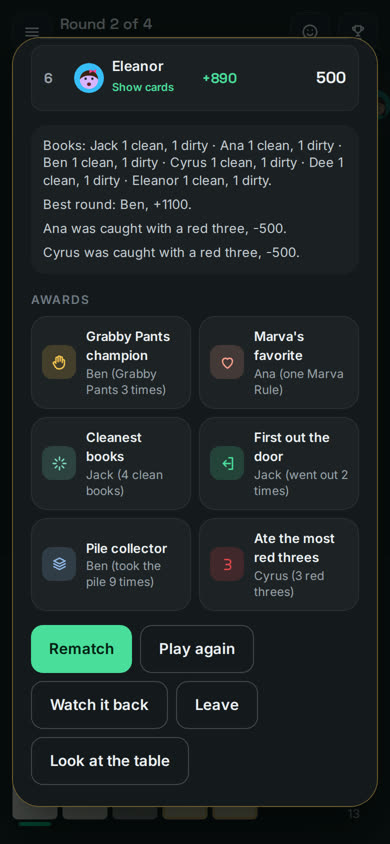 Round 2 of 4
6
Eleanor
Show cards
+890
500
Books: Jack 1 clean, 1 dirty · Ana 1 clean, 1 dirty ·
Ben 1 clean, 1 dirty · Cyrus 1 clean, 1 dirty · Dee 1
clean, 1 dirty · Eleanor 1 clean, 1 dirty.
Best round: Ben, +1100.
Ana was caught with a red three, -500.
Cyrus was caught with a red three, -500.
AWARDS
Grabby Pants
champion
Ben (Grabby
Pants 3 times)
Marva's
favorite
Ana (one Marva
Rule)
Cleanest
books
Jack (4 clean
books)
First out the
door
Jack (went out 2
times)
Pile collector
Ben (took the
pile 9 times)
3
Ate the most
red threes
Cyrus (3 red
threes)
Rematch
Play again
Watch it back
Leave
Look at the table
13